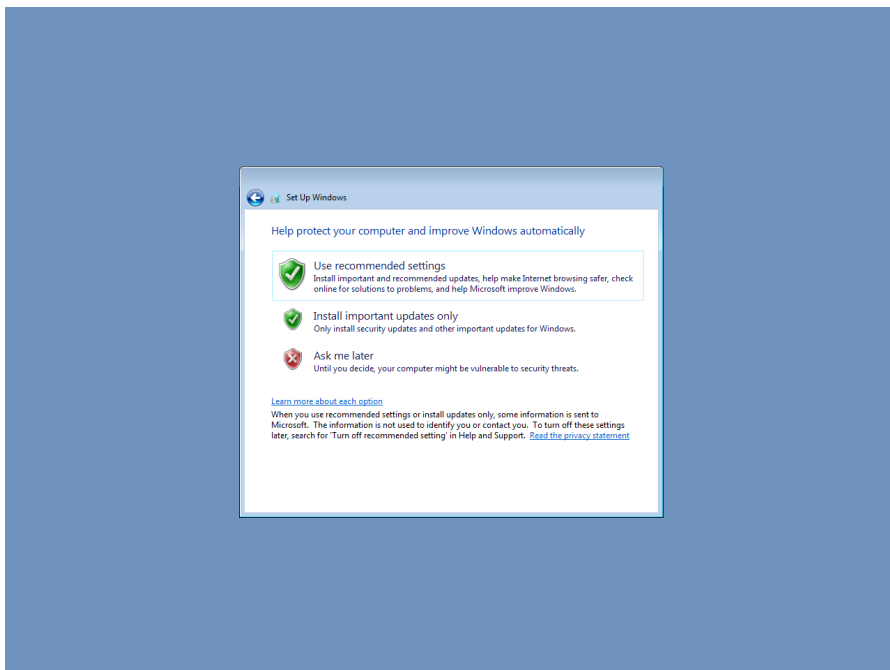 Set Up Windows
Help protect your computer and improve Windows automatically
Use recommended settings
Install important and recommended updates, help make Internet browsing safer, check
online for solutions to problems, and help Microsoft improve Windows.
Install important updates only
Only install security updates and other important updates for Windows.
Ask me later
Until you decide, your computer might be vulnerable to security threats.
Learn more about each option
When you use recommended settings or install updates only, some information is sent to
Microsoft. The information is not used to identify you or contact you. To turn off these settings
later, search for 'Turn off recommended setting' in Help and Support. Read the privacy statement